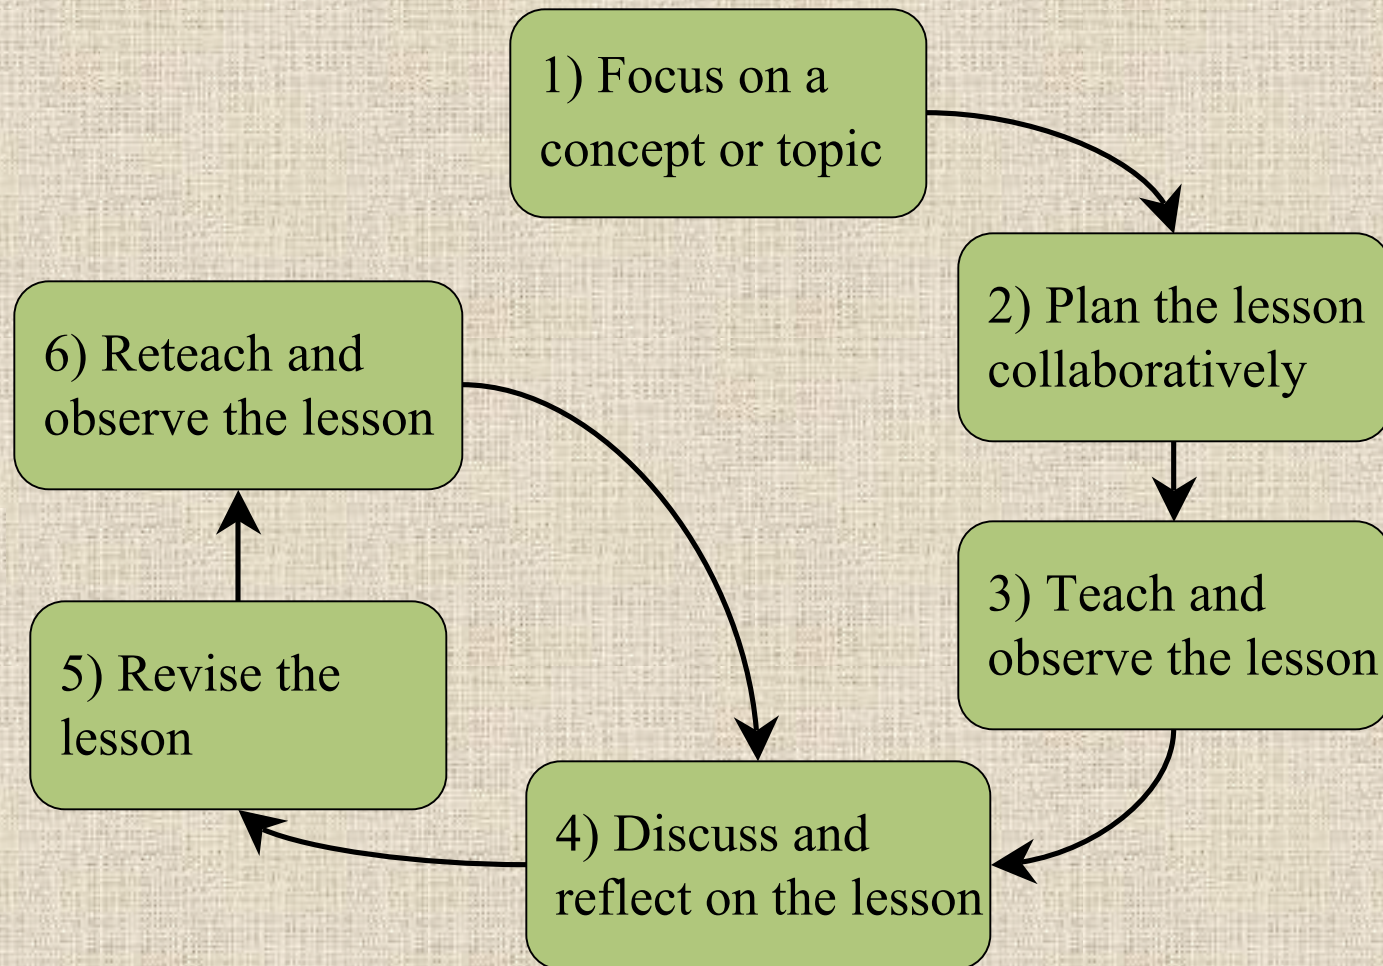 1) Focus on a
concept or topic
2) Plan the lesson
collaboratively
3) Teach and
observe the lesson
4) Discuss and
reflect on the lesson
5) Revise the
lesson
6) Reteach and
observe the lesson